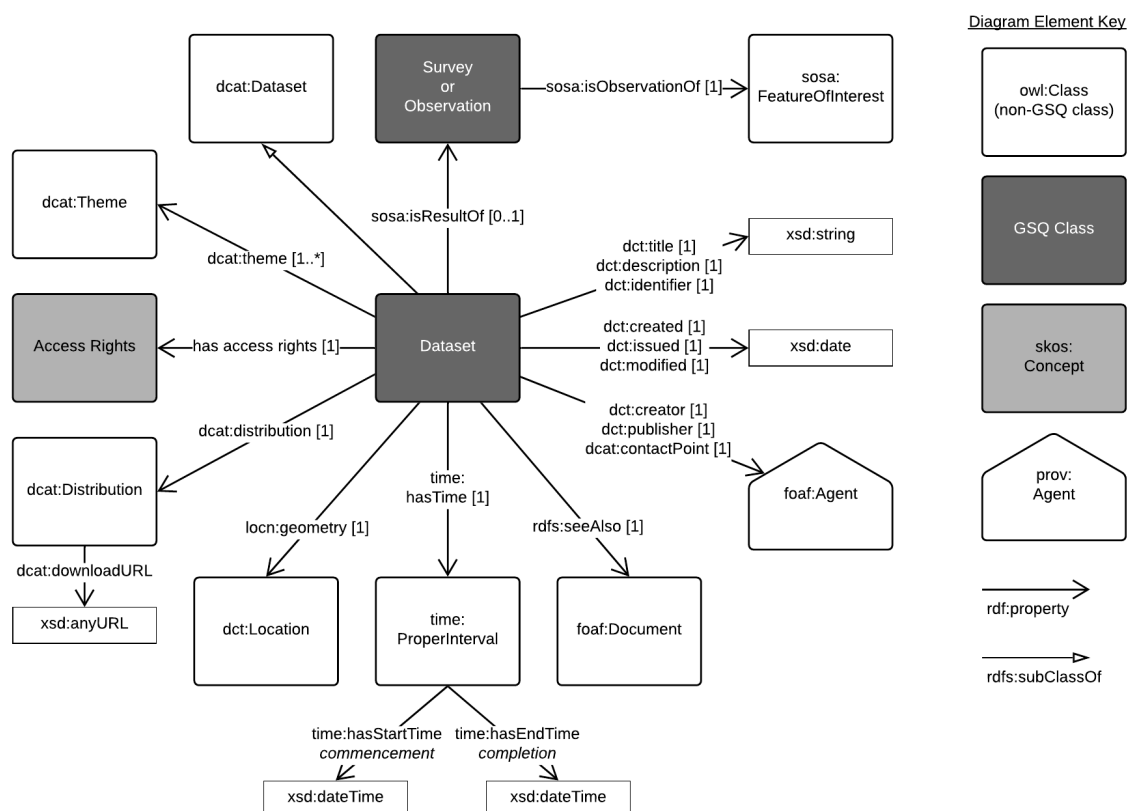 Diagram Element Key
dcat:Dataset
Survey
or
Observation
sosa:isObservationOf [1]
sosa:
FeatureOfInterest
owl:Class
(non-GSQ class)
dcat:Theme
sosa:isResultOf [0..1]
dcat:theme [1..*]
dct:title [1]
dct:description [1]
dct:identifier [1]
xsd:string
GSQ Class
Access Rights
has access rights [1]
Dataset
dct:created [1]
dct:issued [1]
dct:modified [1]
xsd:date
skos:
Concept
dcat:distribution [1]
dct:creator [1]
dct:publisher [1]
dcat:contactPoint [1]
dcat:Distribution
time:
hasTime [1]
foaf:Agent
prov:
Agent
locn:geometry [1]
rdfs:seeAlso [1]
dcat:downloadURL
xsd:anyURL
dct:Location
time:
ProperInterval
foaf:Document
rdf:property
rdfs:subClassOf
time:hasStartTime
commencement
time:hasEndTime
completion
xsd:dateTime
xsd:dateTime